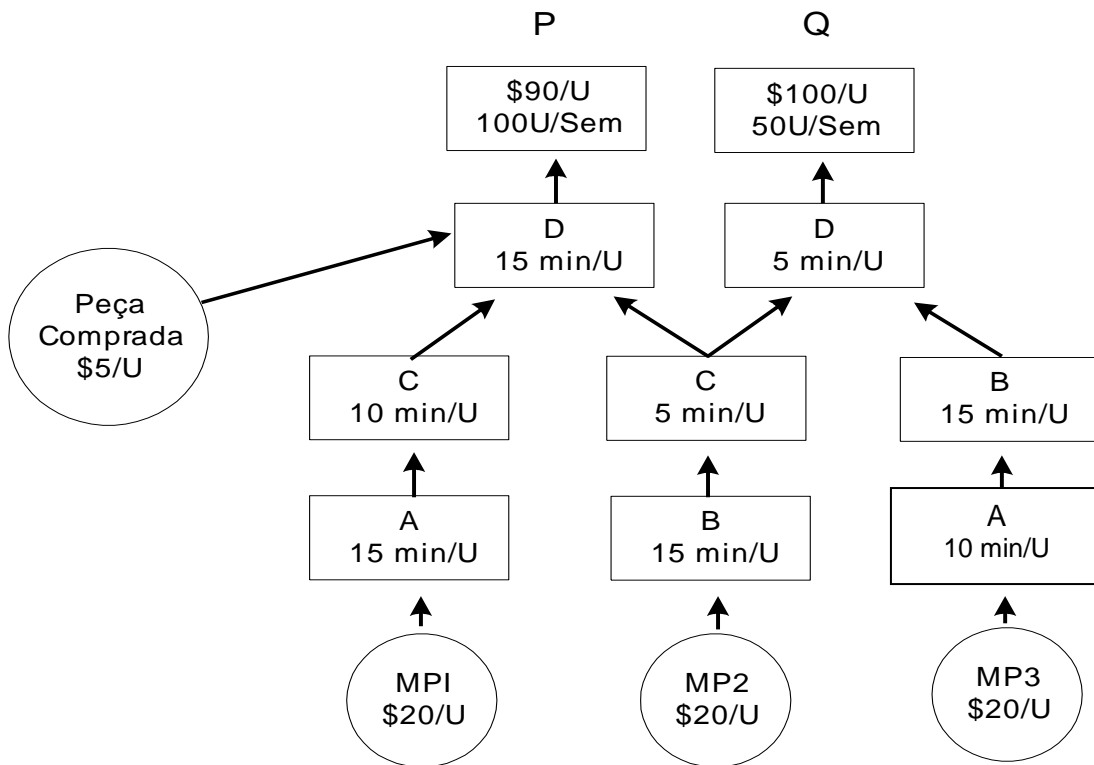 P
Q
$90/U
100U/Sem
$100/U
50U/Sem
D
15 min/U
D
5 min/U
Peça
Comprada
$5/U
C
10 min/U
C
5 min/U
B
15 min/U
A
15 min/U
B
15 min/U
A
10 min/U
MPI
$20/U
MP2
$20/U
MP3
$20/U